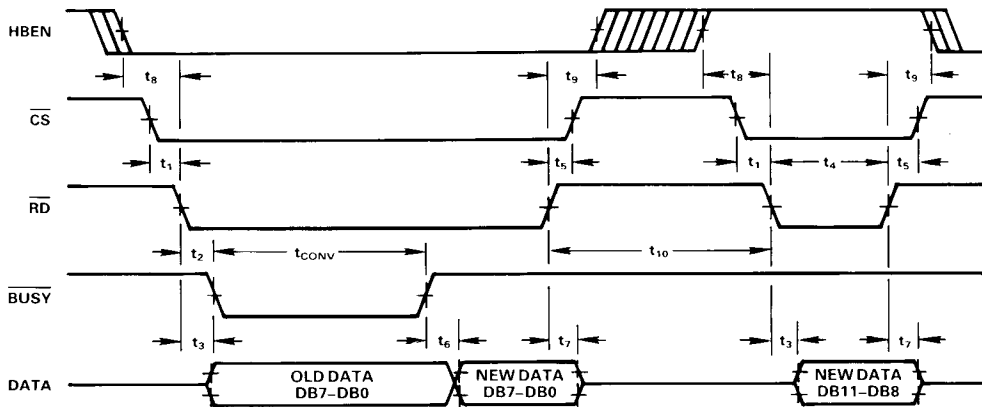 HBEN
t8 t9 t8 t9
CS
t1 t5 t1 t4 t5
RD
t2 tCONV t10
BUSY
t3 t6 t7 t3 t7
DATA
OLD DATA
DB7–DB0
NEW DATA
DB7–DB0
NEW DATA
DB11–DB8